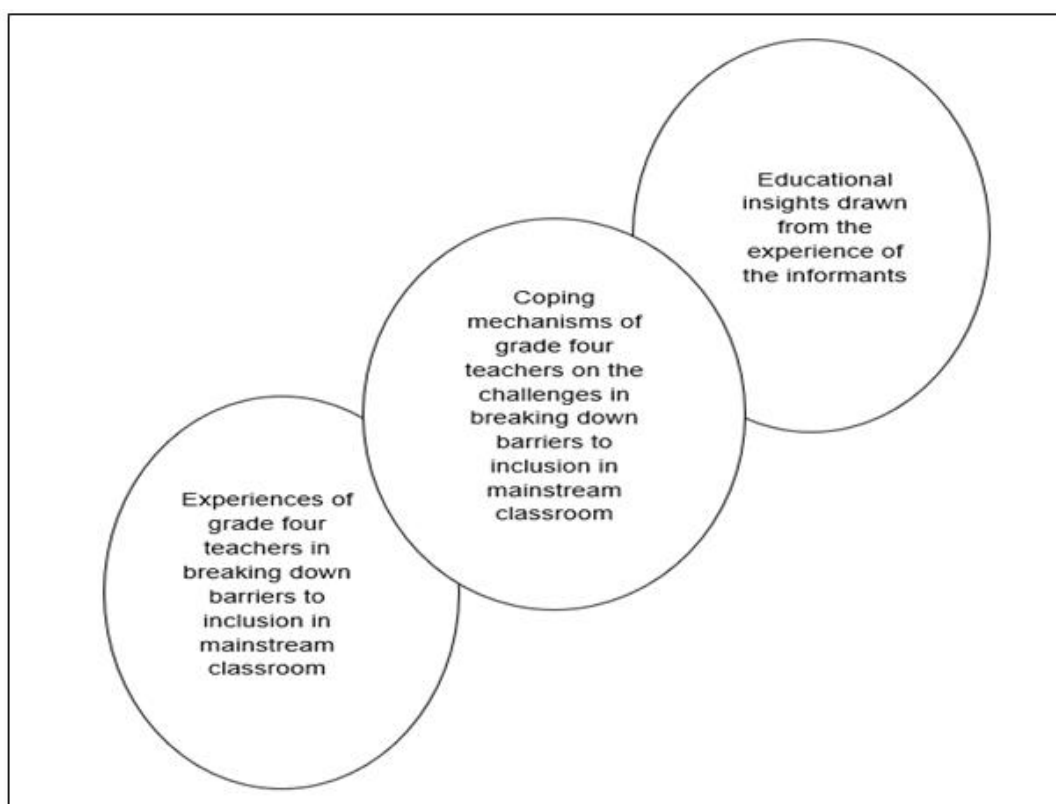 Educational
insights drawn
from the
experience of
the informants
Coping
mechanisms of
grade four
teachers on the
challenges in
breaking down
barriers to
inclusion in
mainstream
classroom
Experiences of
grade four
teachers in
breaking down
barriers to
inclusion in
mainstream
classroom